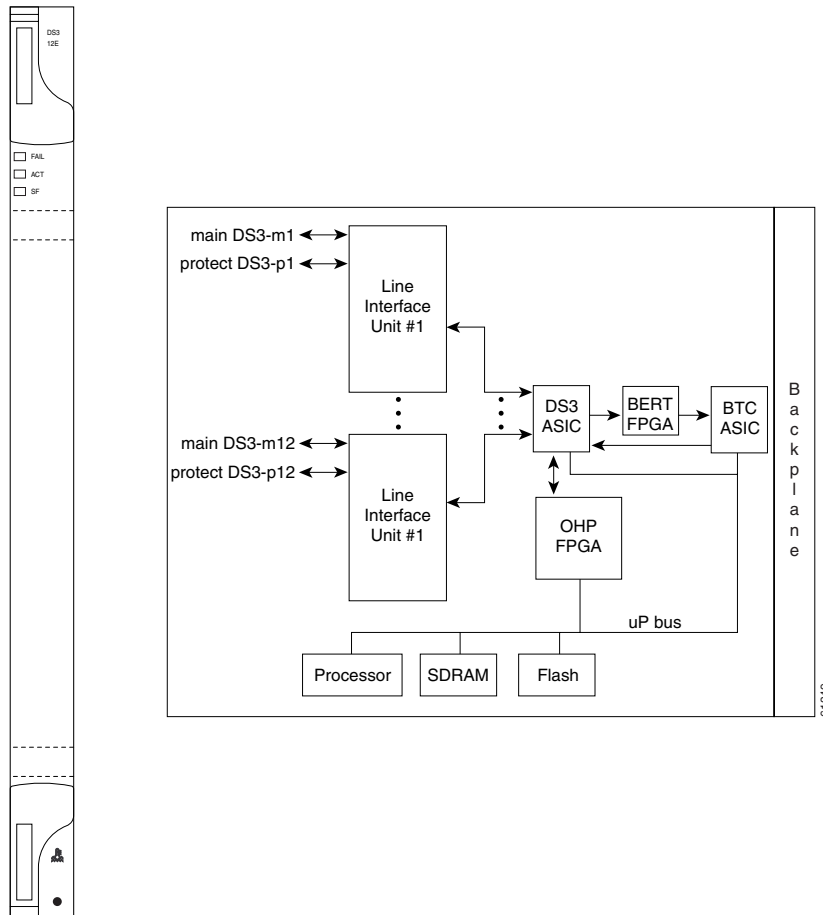 DS3
12E
FAIL
ACT
SF
main DS3-m1
protect DS3-p1
Line
Interface
Unit #1
main DS3-m12
protect DS3-p12
Line
Interface
Unit #1
DS3
ASIC
BERT
FPGA
BTC
ASIC
OHP
FPGA
uP bus
Processor
SDRAM
Flash
Backplane